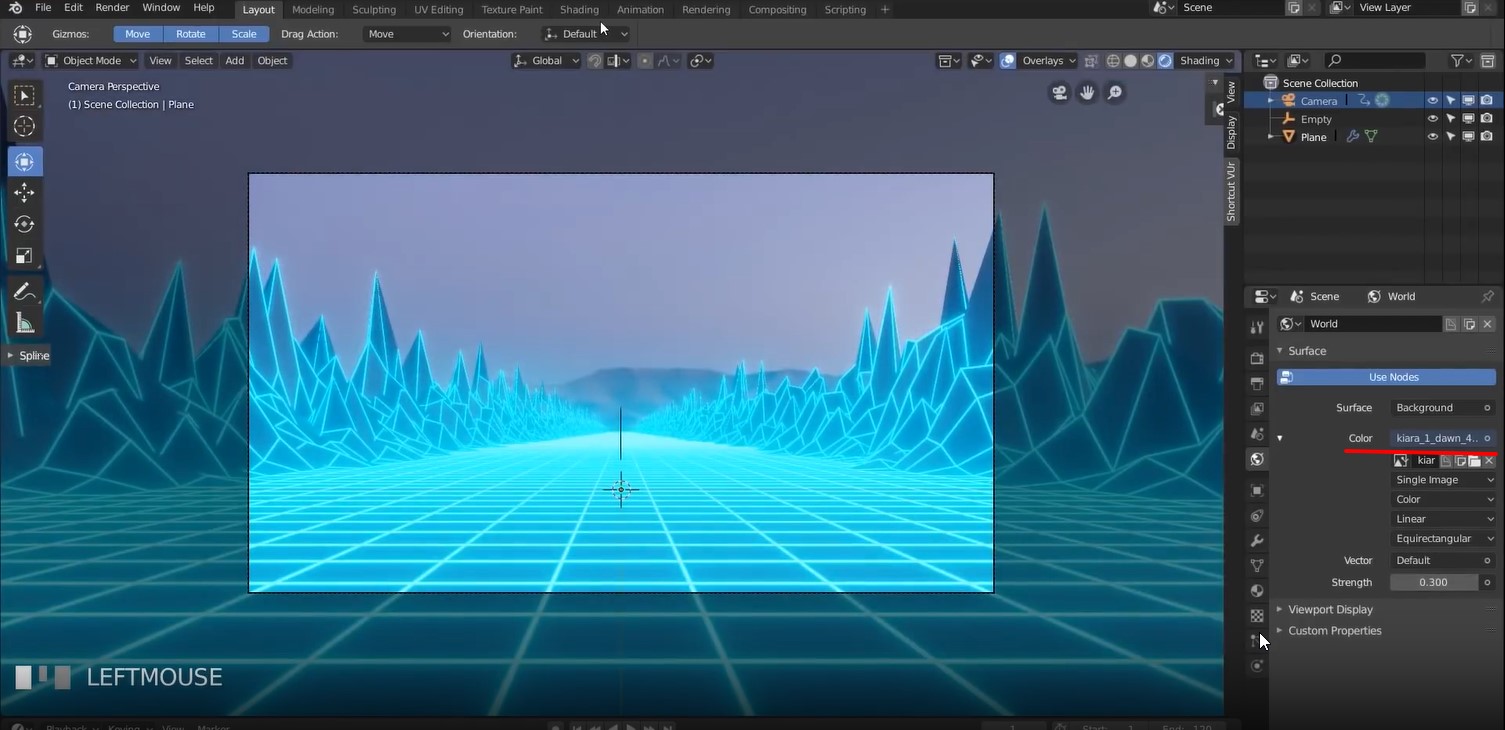 File Edit Render Window Help Layout Modeling Sculpting UV Editing Texture Paint Shading Animation Rendering Compositing Scripting + Scene View Layer
Gizmos: Move Rotate Scale Drag Action: Move Orientation: Default
Object Mode View Select Add Object Global Overlays Shading
Camera Perspective
(1) Scene Collection | Plane
View
Display
Shortcut VUr
Spline
LEFTMOUSE
Scene Collection
Camera
Empty
Plane
Scene World
World
Surface
Use Nodes
Surface Background
Color kiara_1_dawn_4..
kiar
Single Image
Color
Linear
Equirectangular
Vector Default
Strength 0.300
Viewport Display
Custom Properties
Playback Keying View Marker 1 Start: 1 End: 120